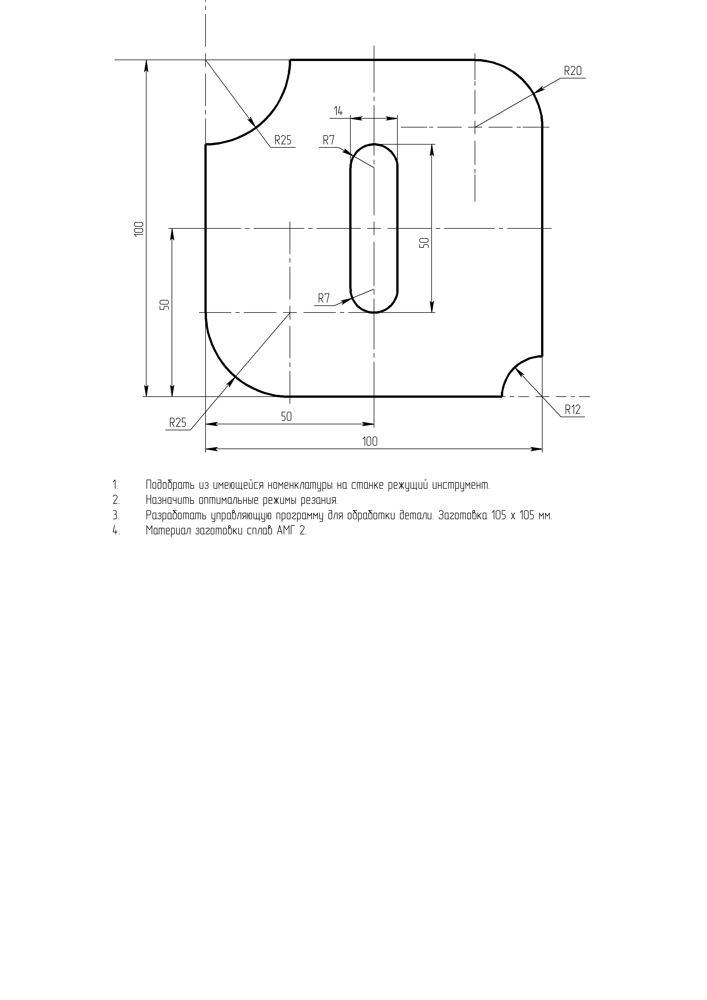 R20
14
R25
R7
100
50
50
R7
R12
50
R25
100
1. Подобрать из имеющейся номенклатуры на станке режущий инструмент.
2. Назначить оптимальные режимы резания.
3. Разработать управляющую программу для обработки детали. Заготовка 105 х 105 мм.
4. Материал заготовки сплав АМГ 2.